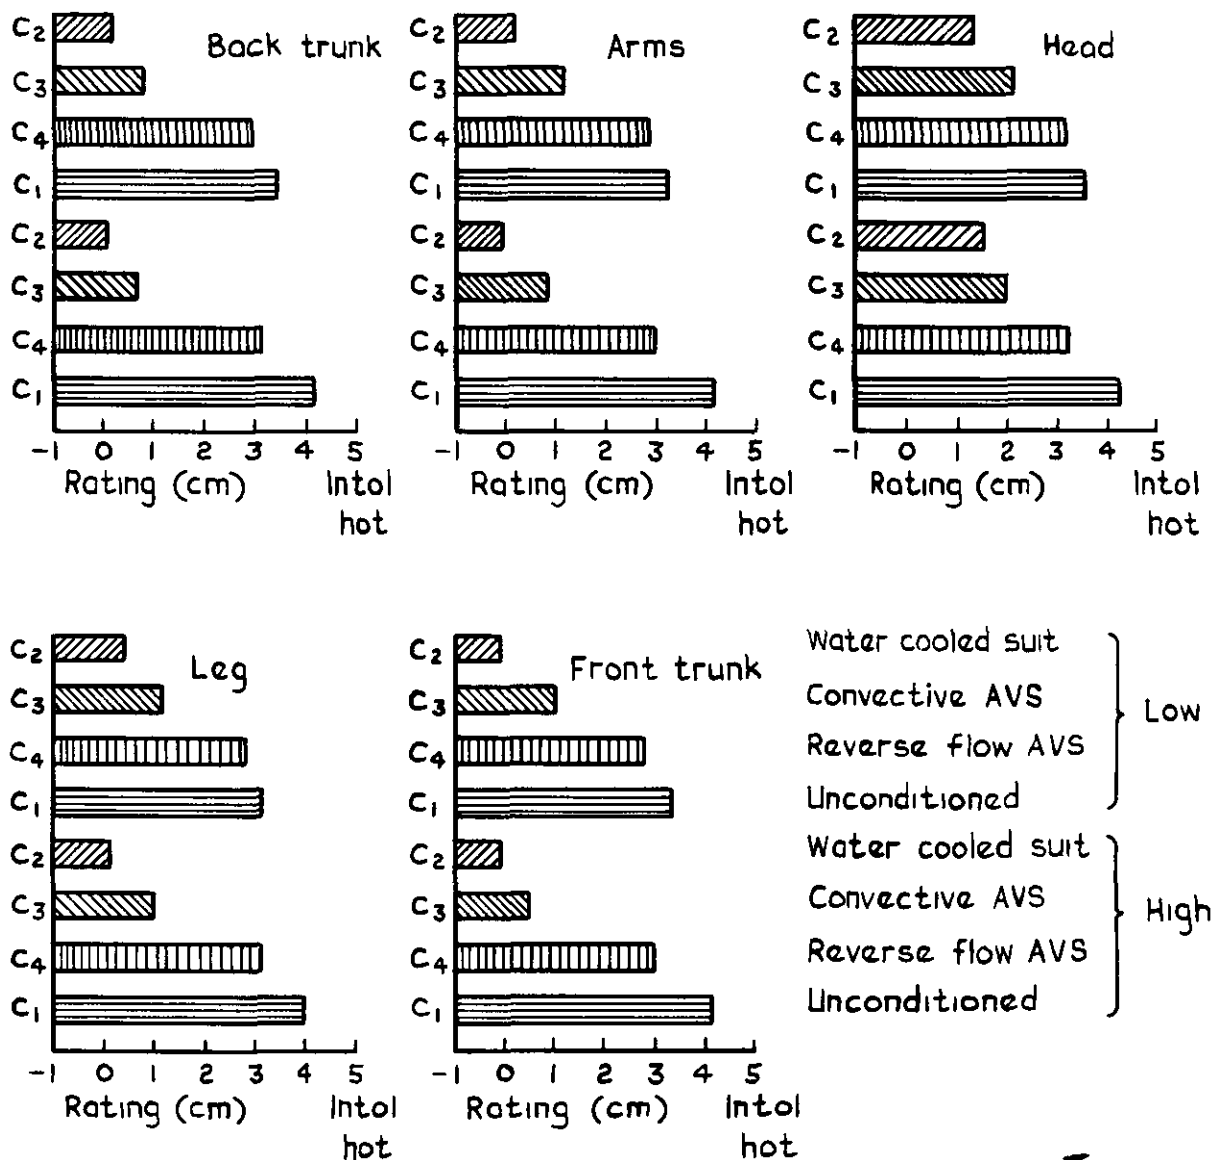 Back trunk
C2
C3
C4
C1
C2
C3
C4
C1
-1 0 1 2 3 4 5
Rating (cm) Intol
hot
Arms
C2
C3
C4
C1
C2
C3
C4
C1
-1 0 1 2 3 4 5
Rating (cm) Intol
hot
Head
C2
C3
C4
C1
C2
C3
C4
C1
-1 0 1 2 3 4 5
Rating (cm) Intol
hot
Leg
C2
C3
C4
C1
C2
C3
C4
C1
-1 0 1 2 3 4 5
Rating (cm) Intol
hot
Front trunk
C2
C3
C4
C1
C2
C3
C4
C1
-1 0 1 2 3 4 5
Rating (cm) Intol
hot
Water cooled suit
Convective AVS
Reverse flow AVS
Unconditioned
Low
Water cooled suit
Convective AVS
Reverse flow AVS
Unconditioned
High